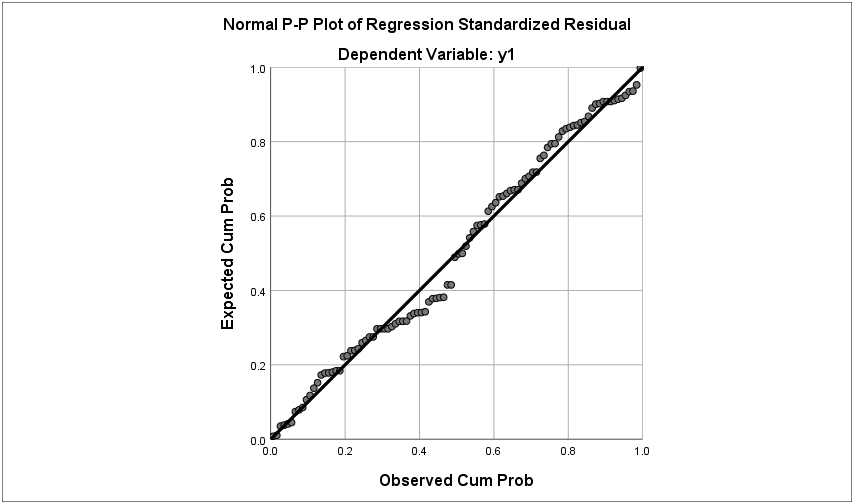 Normal P-P Plot of Regression Standardized Residual
Dependent Variable: y1
Expected Cum Prob
1.0
0.8
0.6
0.4
0.2
0.0
0.0 0.2 0.4 0.6 0.8 1.0
Observed Cum Prob